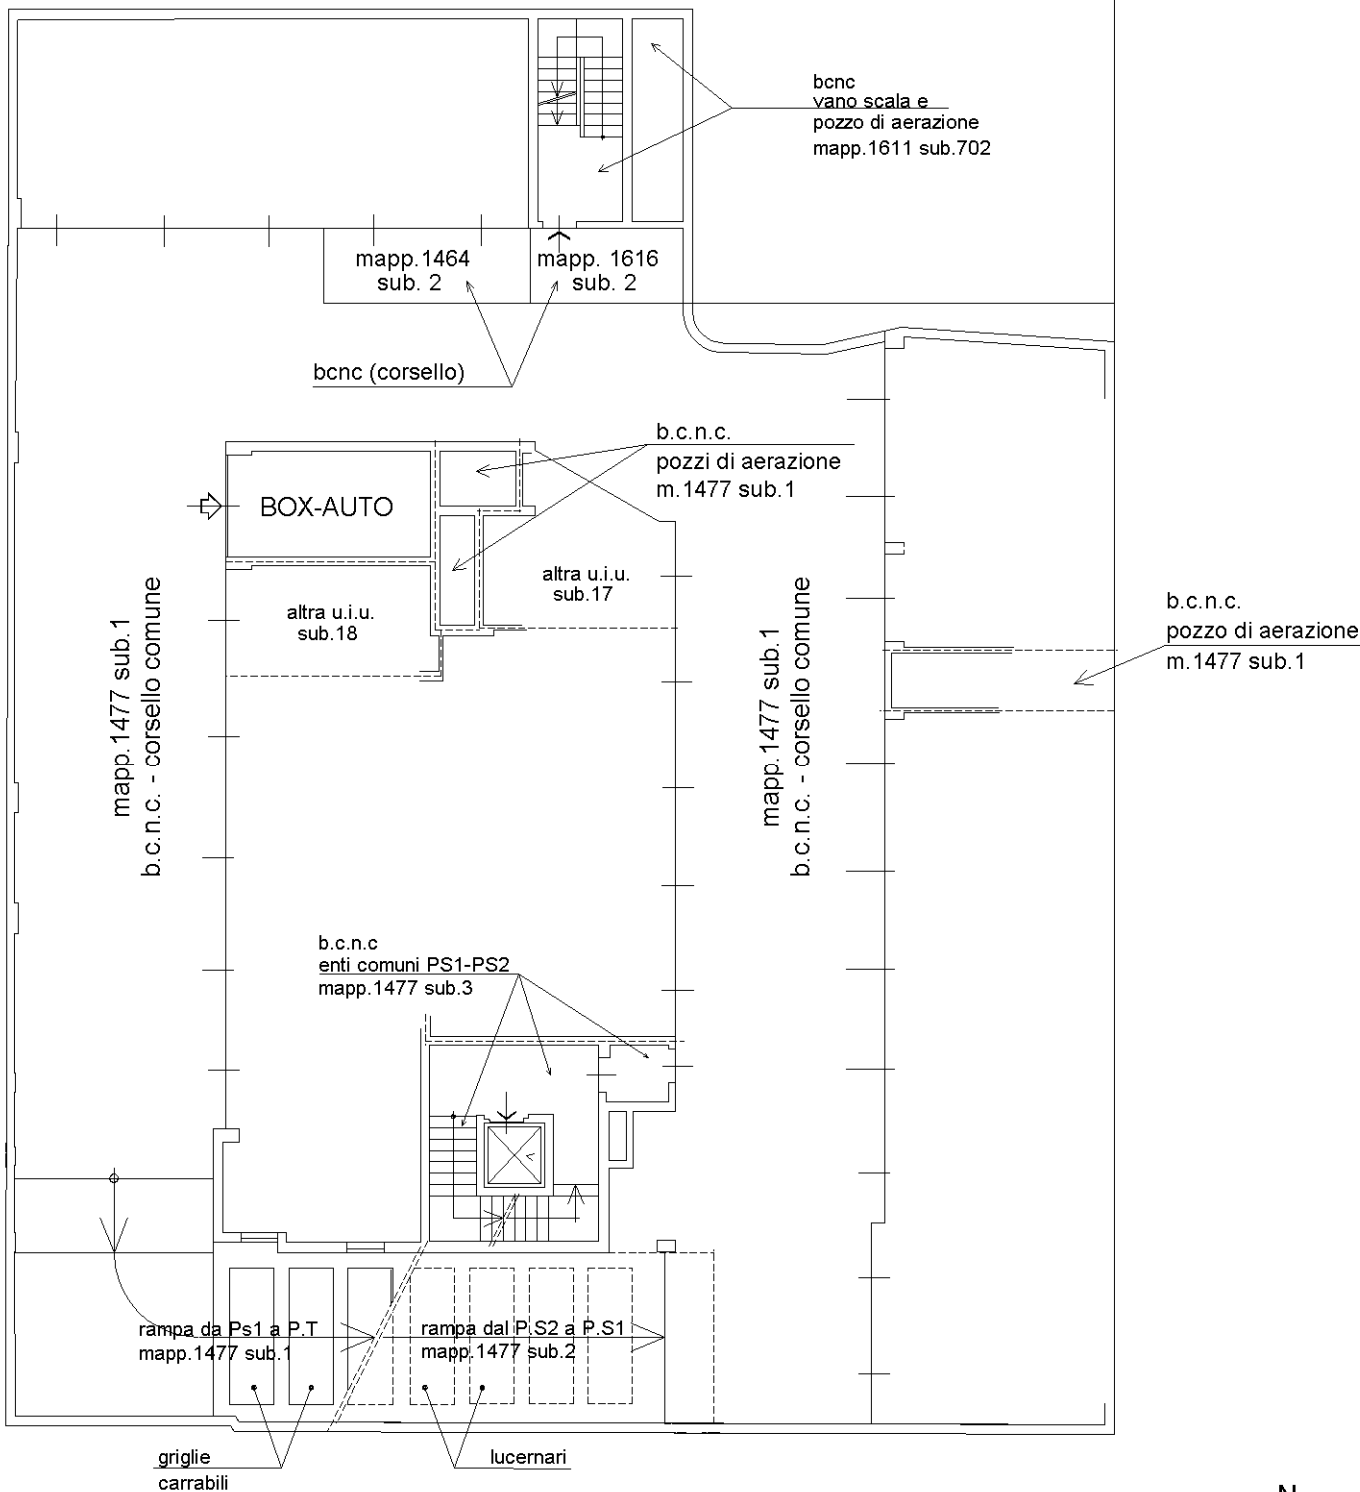 bcnc
vano scala e
pozzo di aerazione
mapp.1611 sub.702
mapp.1464
sub. 2
mapp. 1616
sub. 2
bcnc (corsello)
b.c.n.c.
pozzi di aerazione
m.1477 sub.1
BOX-AUTO
altra u.i.u.
sub.17
altra u.i.u.
sub.18
mapp.1477 sub.1
b.c.n.c. - corsello comune
mapp.1477 sub.1
b.c.n.c. - corsello comune
b.c.n.c.
pozzo di aerazione
m.1477 sub.1
b.c.n.c
enti comuni PS1-PS2
mapp.1477 sub.3
rampa da Ps1 a P.T
mapp.1477 sub.1
rampa dal P.S2 a P.S1
mapp.1477 sub.2
griglie
carrabili
lucernari
N